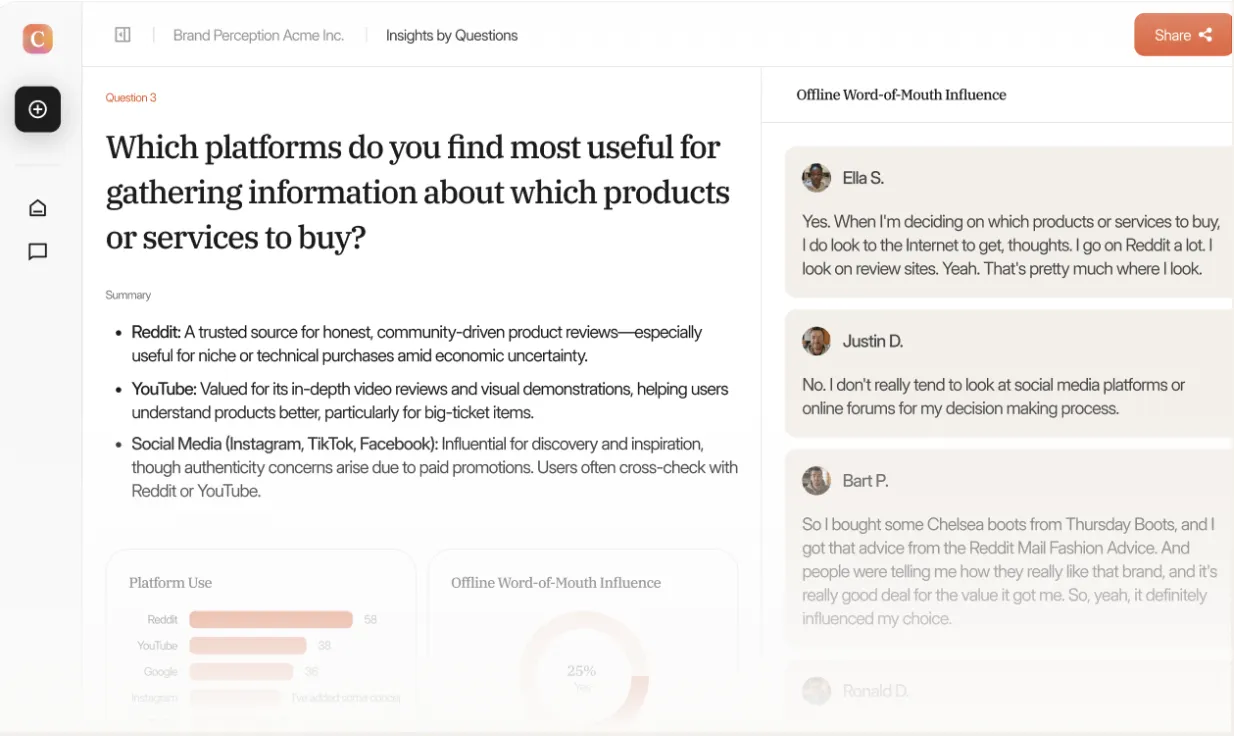 C
Brand Perception Acme Inc.
Insights by Questions
Share
Question 3
Which platforms do you find most useful for
gathering information about which products
or services to buy?
Summary
• Reddit: A trusted source for honest, community-driven product reviews—especially
useful for niche or technical purchases amid economic uncertainty.
• YouTube: Valued for its in-depth video reviews and visual demonstrations, helping users
understand products better, particularly for big-ticket items.
• Social Media (Instagram, TikTok, Facebook): Influential for discovery and inspiration,
though authenticity concerns arise due to paid promotions. Users often cross-check with
Reddit or YouTube.
Platform Use
Reddit 58
YouTube 38
Google 36
Instagram I've added some
Offline Word-of-Mouth Influence
25%
Yes
Offline Word-of-Mouth Influence
Ella S.
Yes. When I'm deciding on which products or services to buy,
I do look to the Internet to get, thoughts. I go on Reddit a lot. I
look on review sites. Yeah. That's pretty much where I look.
Justin D.
No. I don't really tend to look at social media platforms or
online forums for my decision making process.
Bart P.
So I bought some Chelsea boots from Thursday Boots, and I
got that advice from the Reddit Mail Fashion Advice. And
people were telling me how they really like that brand, and it's
really good deal for the value it got me. So, yeah, it definitely
influenced my choice.
Ronald D.